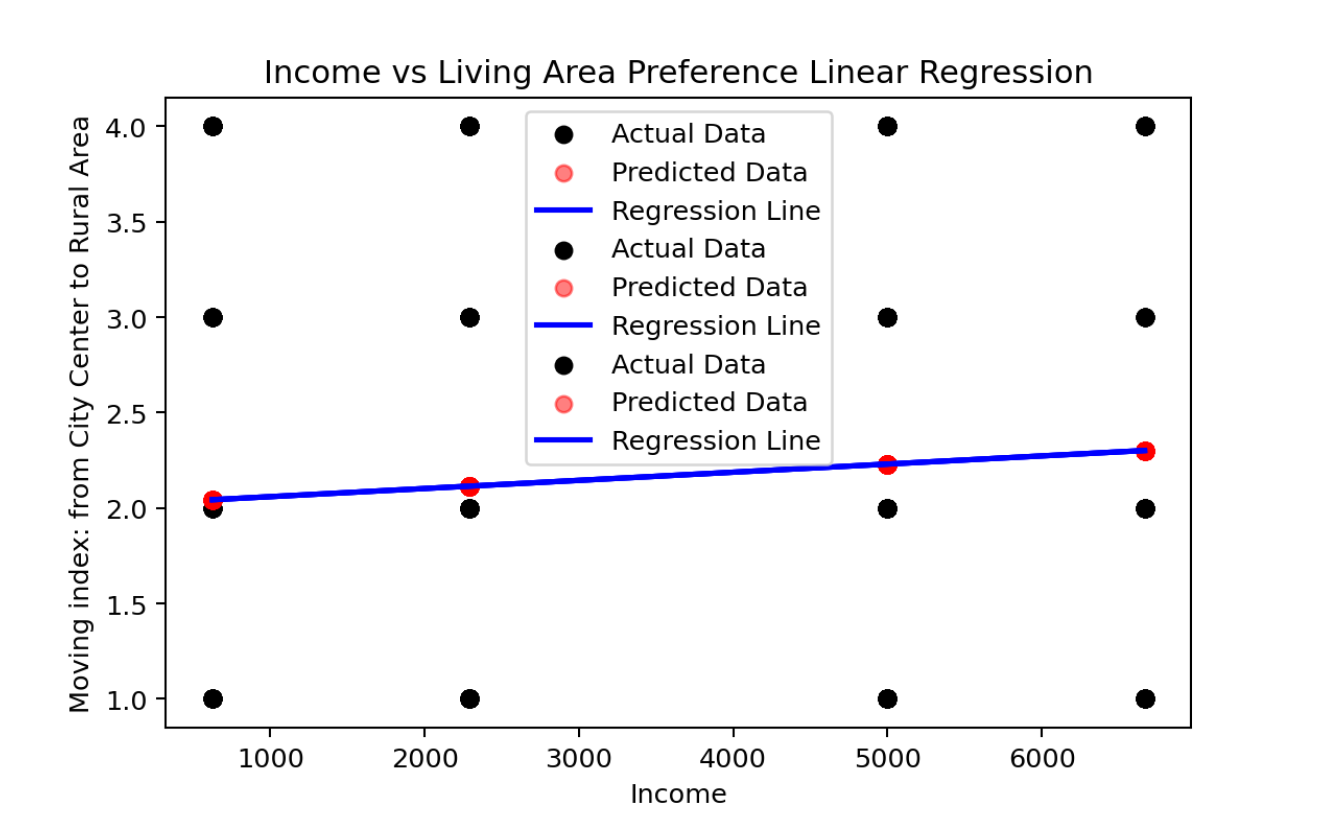 Income vs Living Area Preference Linear Regression
Moving index: from City Center to Rural Area
4.0
3.5
3.0
2.5
2.0
1.5
1.0
Actual Data
Predicted Data
Regression Line
Actual Data
Predicted Data
Regression Line
Actual Data
Predicted Data
Regression Line
1000 2000 3000 4000 5000 6000
Income